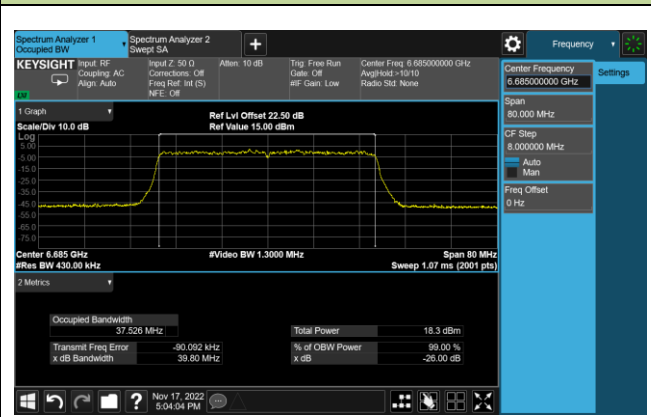 Spectrum Analyzer 1
Occupied BW
Spectrum Analyzer 2
Swept SA
Frequency
KEYSIGHT
Input: RF
Coupling: AC
Align: Auto
Input Z: 50 Ω
Corrections: Off
Freq Ref: Int (S)
NFE: Off
Atten: 10 dB
Trig: Free Run
Gate: Off
#IF Gain: Low
Center Freq: 6.685000000 GHz
Avg|Hold:>10/10
Radio Std: None
Center Frequency
6.685000000 GHz
Settings
Span
80.000 MHz
CF Step
8.000000 MHz
Auto
Man
Freq Offset
0 Hz
1 Graph
Scale/Div 10.0 dB
Ref Lvl Offset 22.50 dB
Ref Value 15.00 dBm
Log
5.00
-5.00
-15.0
-25.0
-35.0
-45.0
-55.0
-65.0
-75.0
Center 6.685 GHz
#Res BW 430.00 kHz
#Video BW 1.3000 MHz
Span 80 MHz
Sweep 1.07 ms (2001 pts)
2 Metrics
Occupied Bandwidth
37.526 MHz
Total Power 18.3 dBm
Transmit Freq Error -90.092 kHz
% of OBW Power 99.00 %
x dB Bandwidth 39.80 MHz
x dB -26.00 dB
Nov 17, 2022
5:04:04 PM